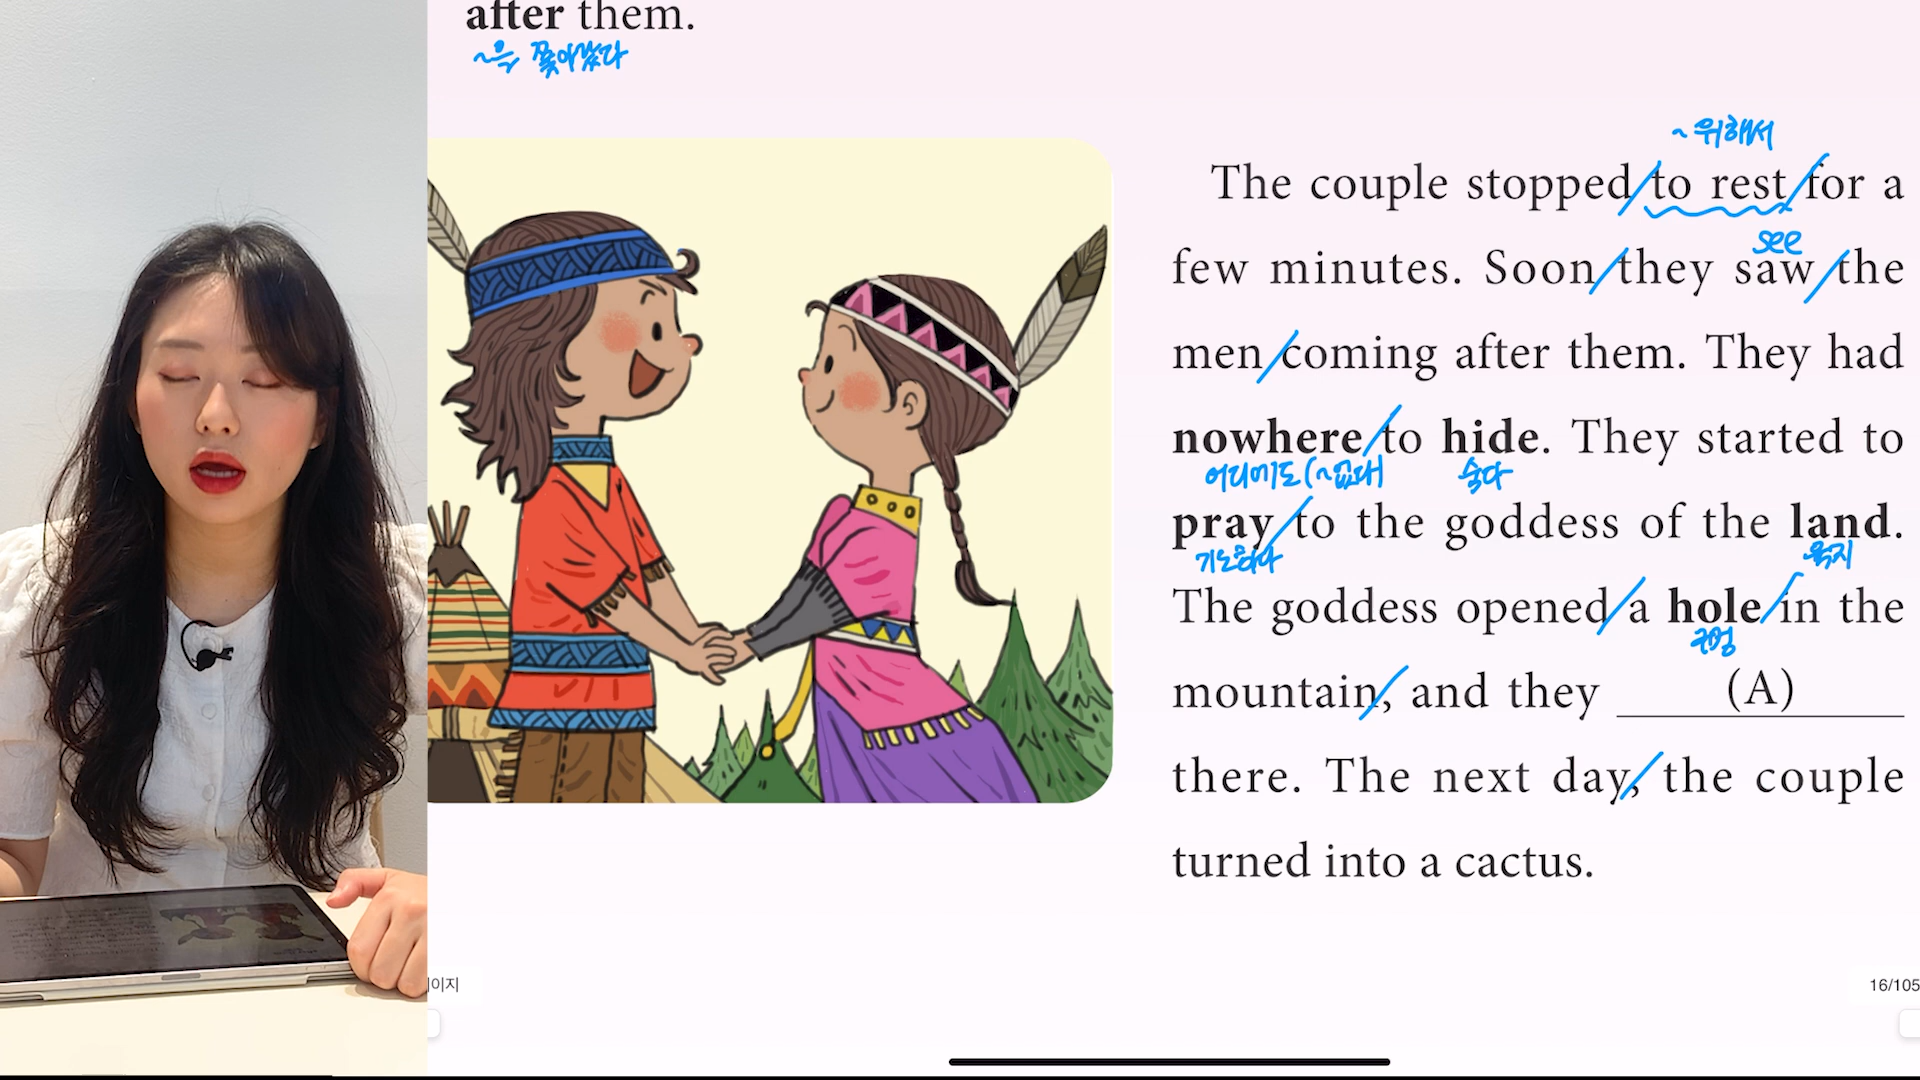 after them.
~을 쫓아갔다
~위해서
The couple stopped to rest for a
see
few minutes. Soon they saw the
men coming after them. They had
nowhere to hide. They started to
어디에도(~없다) 숨다
pray to the goddess of the land.
기도하다 육지
The goddess opened a hole in the
구멍
mountain, and they (A)
there. The next day, the couple
turned into a cactus.
이지 16/105